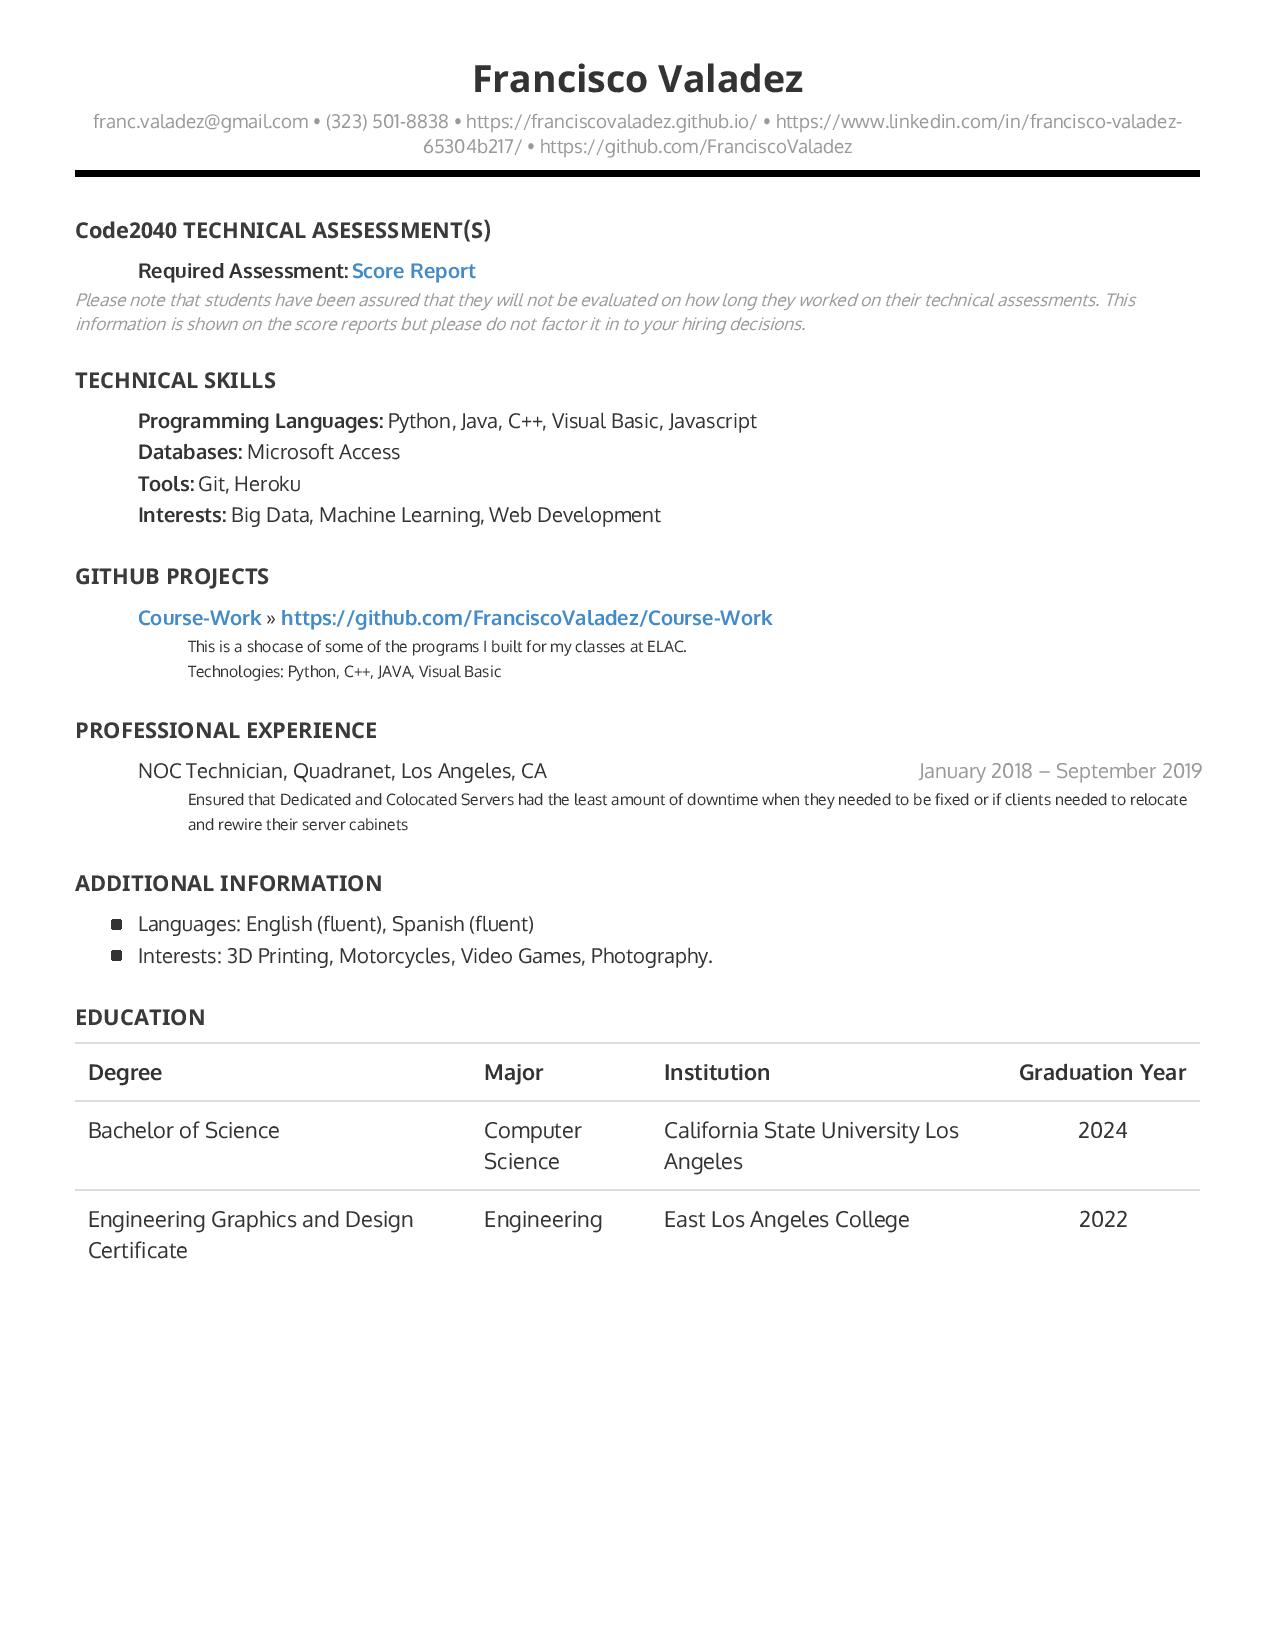 Francisco Valadez
franc.valadez@gmail.com • (323) 501-8838 • https://franciscovaladez.github.io/ • https://www.linkedin.com/in/francisco-valadez-
65304b217/ • https://github.com/FranciscoValadez
Code2040 TECHNICAL ASESESSMENT(S)
Required Assessment: Score Report
Please note that students have been assured that they will not be evaluated on how long they worked on their technical assessments. This
information is shown on the score reports but please do not factor it in to your hiring decisions.
TECHNICAL SKILLS
Programming Languages: Python, Java, C++, Visual Basic, Javascript
Databases: Microsoft Access
Tools: Git, Heroku
Interests: Big Data, Machine Learning, Web Development
GITHUB PROJECTS
Course-Work » https://github.com/FranciscoValadez/Course-Work
This is a shocase of some of the programs I built for my classes at ELAC.
Technologies: Python, C++, JAVA, Visual Basic
PROFESSIONAL EXPERIENCE
NOC Technician, Quadranet, Los Angeles, CA January 2018 – September 2019
Ensured that Dedicated and Colocated Servers had the least amount of downtime when they needed to be fixed or if clients needed to relocate
and rewire their server cabinets
ADDITIONAL INFORMATION
■ Languages: English (fluent), Spanish (fluent)
■ Interests: 3D Printing, Motorcycles, Video Games, Photography.
EDUCATION
Degree Major Institution Graduation Year
Bachelor of Science Computer California State University Los 2024
Science Angeles
Engineering Graphics and Design Engineering East Los Angeles College 2022
Certificate